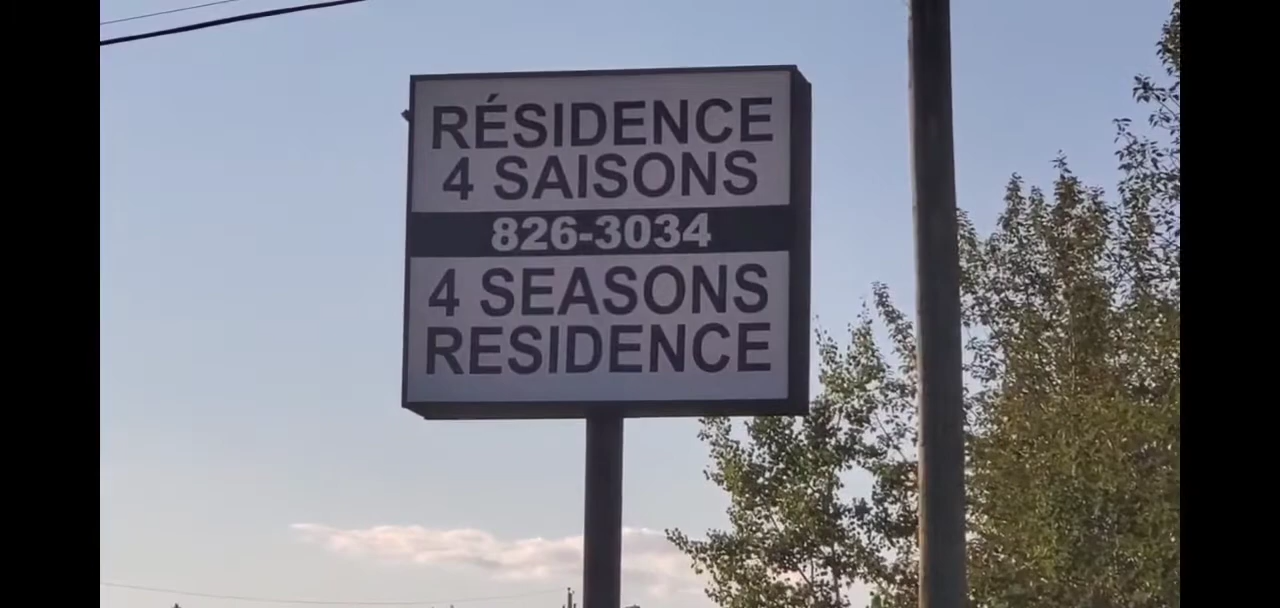 RÉSIDENCE
4 SAISONS
826-3034
4 SEASONS
RESIDENCE